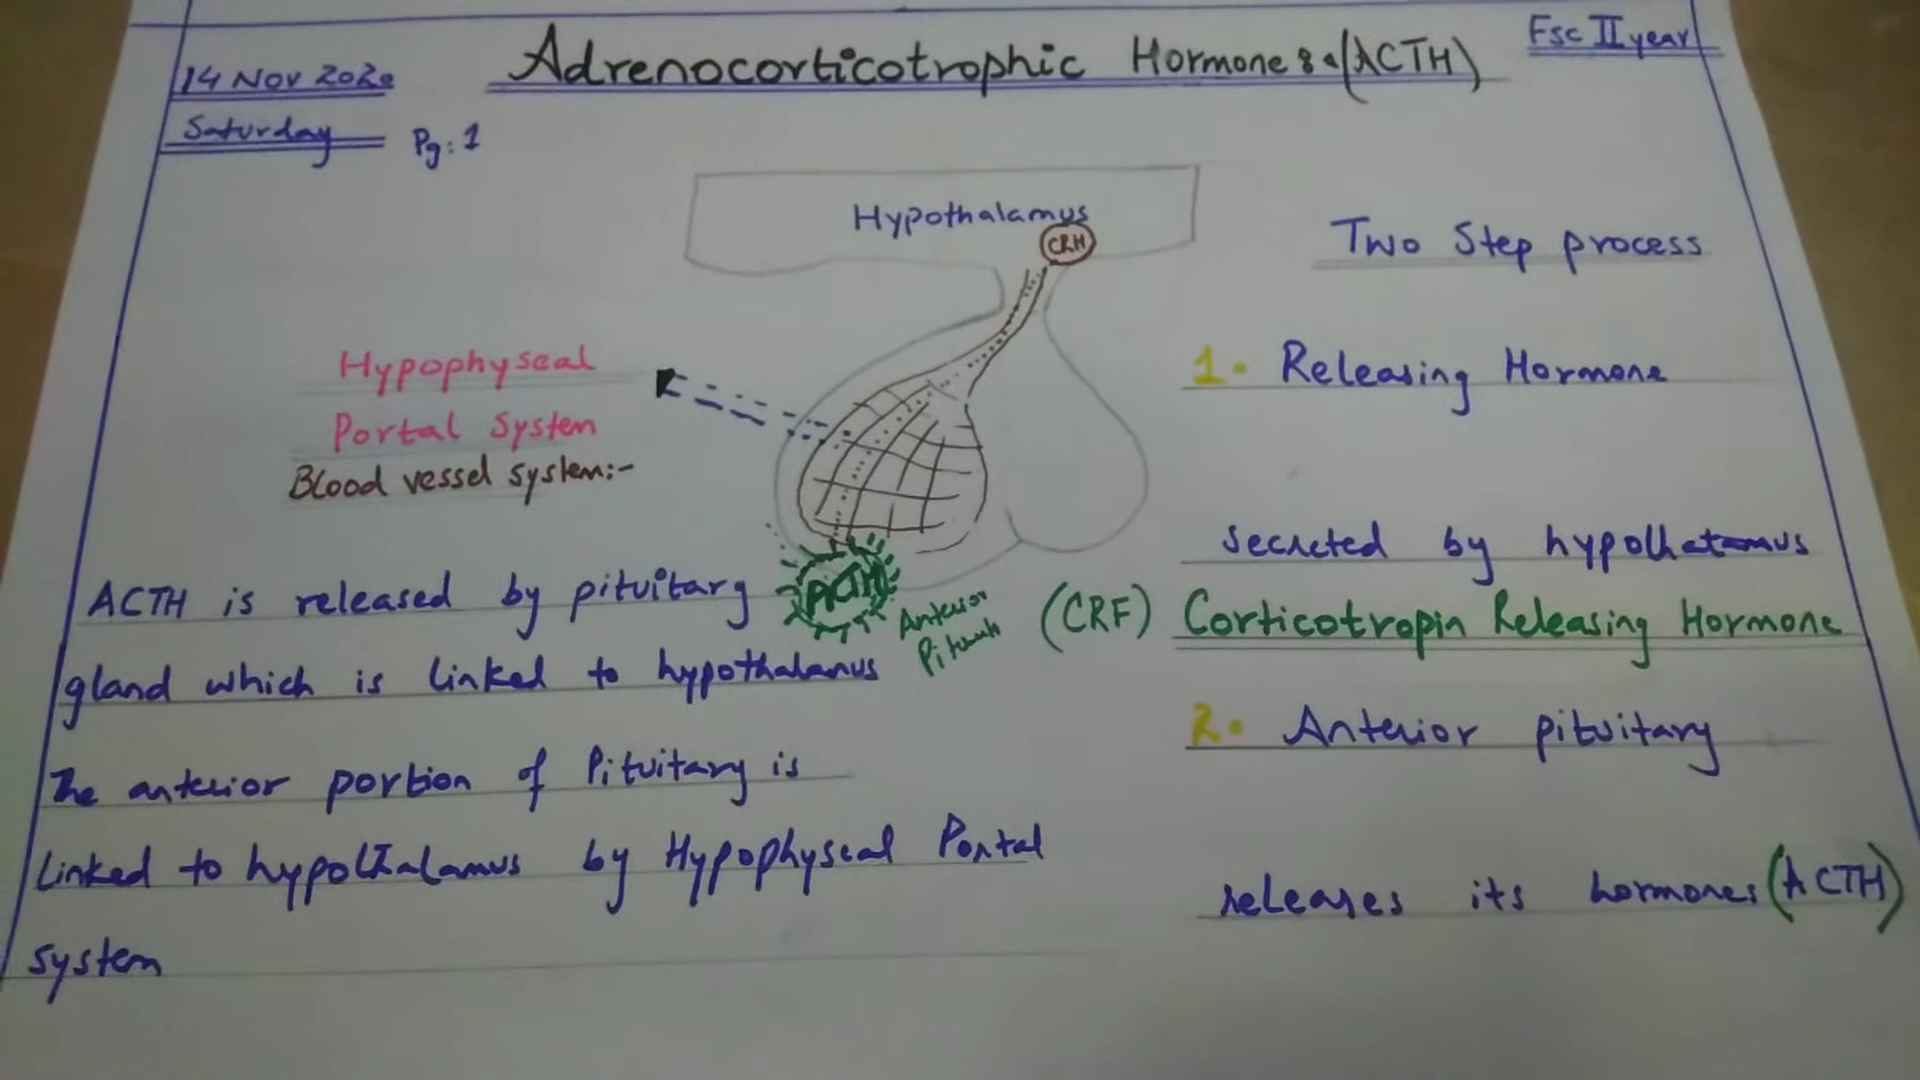 14 Nov 2020
Saturday
Pg: 1
Adrenocorticotrophic Hormone :- (ACTH)
Fsc II year
Hypothalamus
CRH
Hypophyseal
Portal System
Blood vessel system:-
ACTH
Anterior
ACTH is released by pituitary
gland which is linked to hypothalamus
The anterior portion of Pituitary is
linked to hypothalamus by Hypophyseal Portal
system
Two Step process
1. Releasing Hormone
secreted by hypothalamus
(CRF) Corticotropin Releasing Hormone
2. Anterior pituitary
releases its hormones (ACTH)